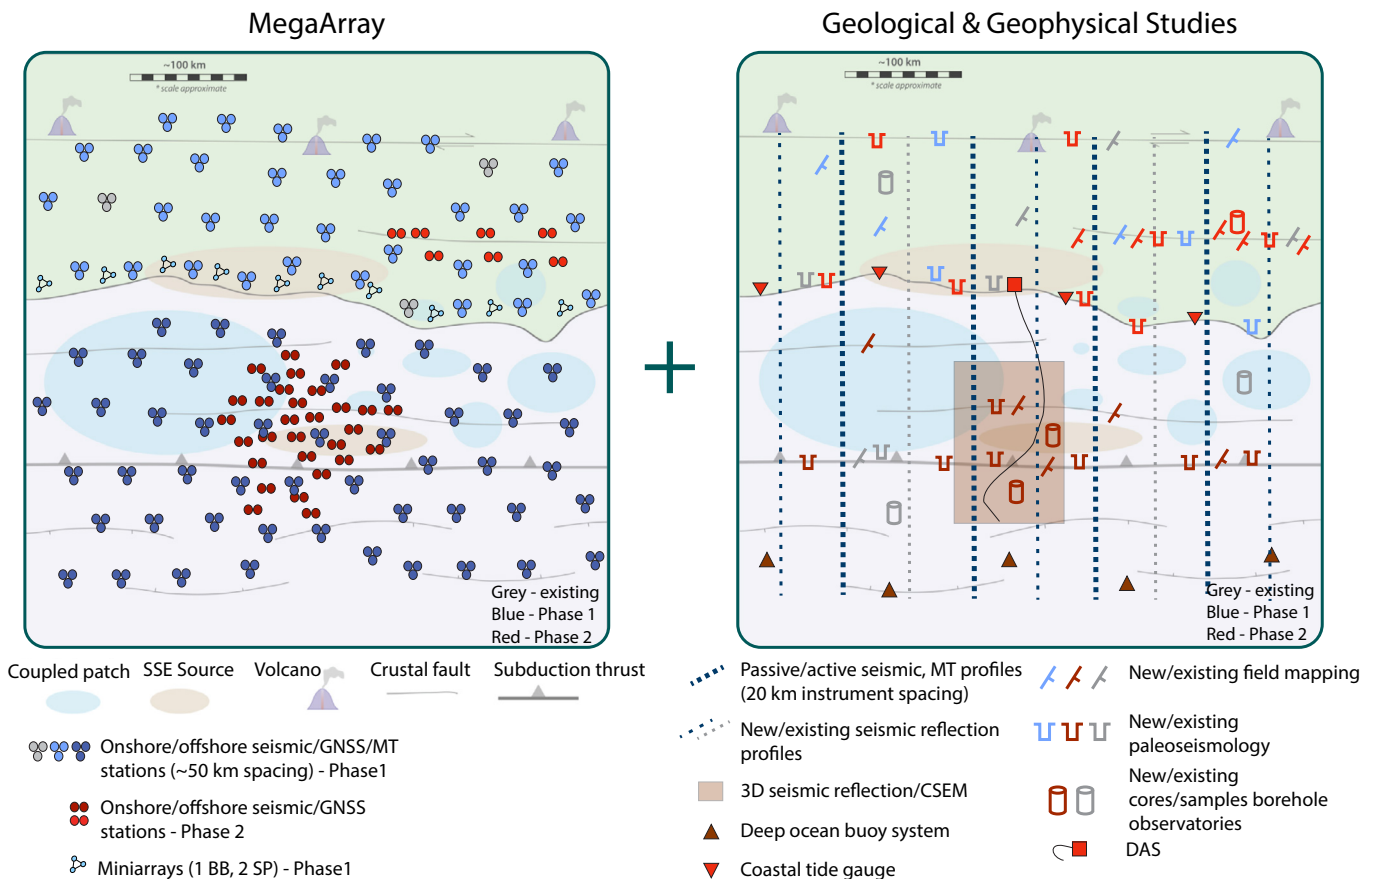 MegaArray
Geological & Geophysical Studies
~100 km
* scale approximate
Grey - existing
Blue - Phase 1
Red - Phase 2
+
~100 km
* scale approximate
Grey - existing
Blue - Phase 1
Red - Phase 2
Coupled patch
SSE Source
Volcano
Crustal fault
Subduction thrust
Onshore/offshore seismic/GNSS/MT
stations (~50 km spacing) - Phase1
Onshore/offshore seismic/GNSS
stations - Phase 2
Miniarrays (1 BB, 2 SP) - Phase1
Passive/active seismic, MT profiles
(20 km instrument spacing)
New/existing seismic reflection
profiles
3D seismic reflection/CSEM
Deep ocean buoy system
Coastal tide gauge
New/existing field mapping
New/existing
paleoseismology
New/existing
cores/samples borehole
observatories
DAS